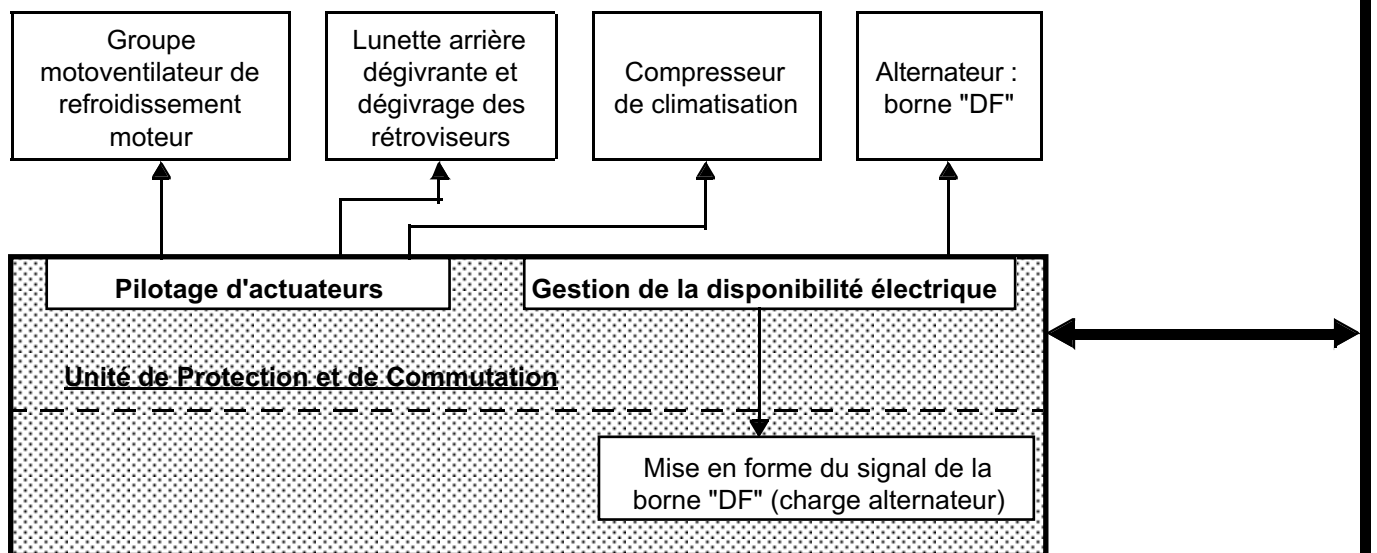 Groupe
motoventilateur de
refroidissement
moteur
Lunette arrière
dégivrante et
dégivrage des
rétroviseurs
Compresseur
de climatisation
Alternateur :
borne "DF"
Pilotage d'actuateurs
Gestion de la disponibilité électrique
Unité de Protection et de Commutation
Mise en forme du signal de la
borne "DF" (charge alternateur)